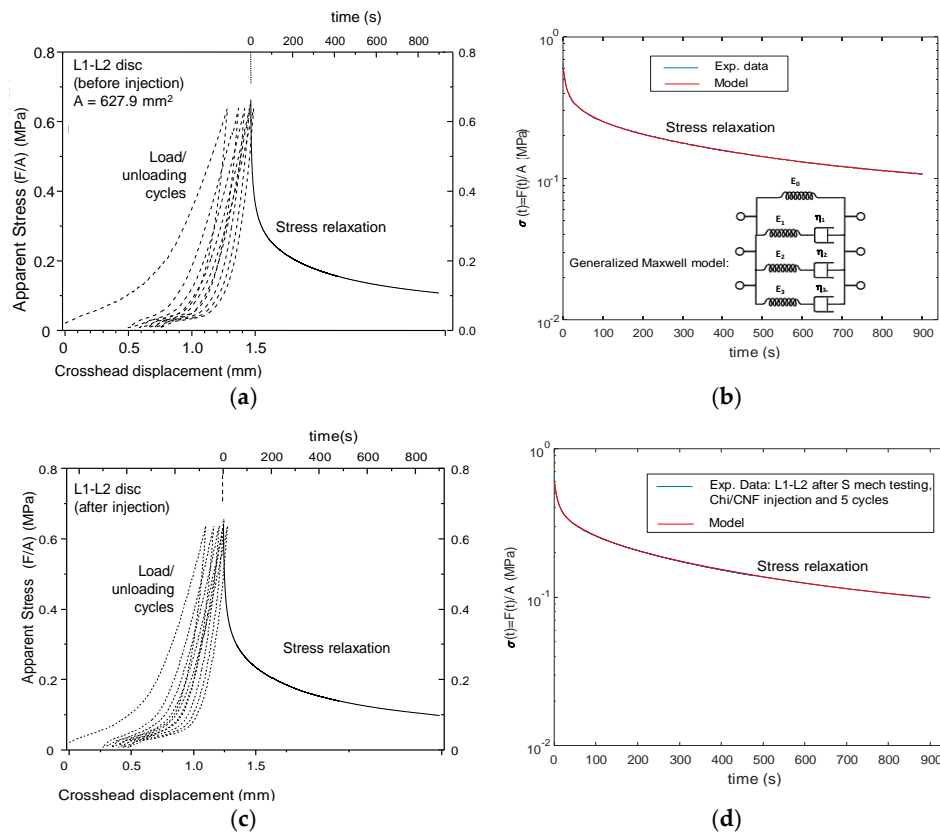 time (s)
0 200 400 600 800
L1-L2 disc
(before injection)
A = 627.9 mm²
Load/
unloading
cycles
Stress relaxation
Apparent Stress (F/A) (MPa)
0.8
0.6
0.4
0.2
0
0.8
0.6
0.4
0.2
0.0
0 0.5 1.0 1.5
Crosshead displacement (mm)
(a)
10⁰
10⁻¹
10⁻²
σ (t)=F(t)/ A (MPa)
Exp. data
Model
Stress relaxation
Generalized Maxwell model:
E₀
E₁ η₁
E₂ η₂
E₃ η₃
0 100 200 300 400 500 600 700 800 900
time (s)
(b)
time(s)
0 200 400 600 800
L1-L2 disc
(after injection)
Load/
unloading
cycles
Stress relaxation
Apparent Stress (F/A) (MPa)
0.8
0.6
0.4
0.2
0
0.8
0.6
0.4
0.2
0
0 0.5 1.0 1.5
Crosshead displacement (mm)
(c)
10⁰
10⁻¹
10⁻²
σ(t)=F(t)/ A (MPa)
Exp. Data: L1-L2 after S mech testing,
Chi/CNF injection and 5 cycles
Model
Stress relaxation
0 100 200 300 400 500 600 700 800 900
time (s)
(d)